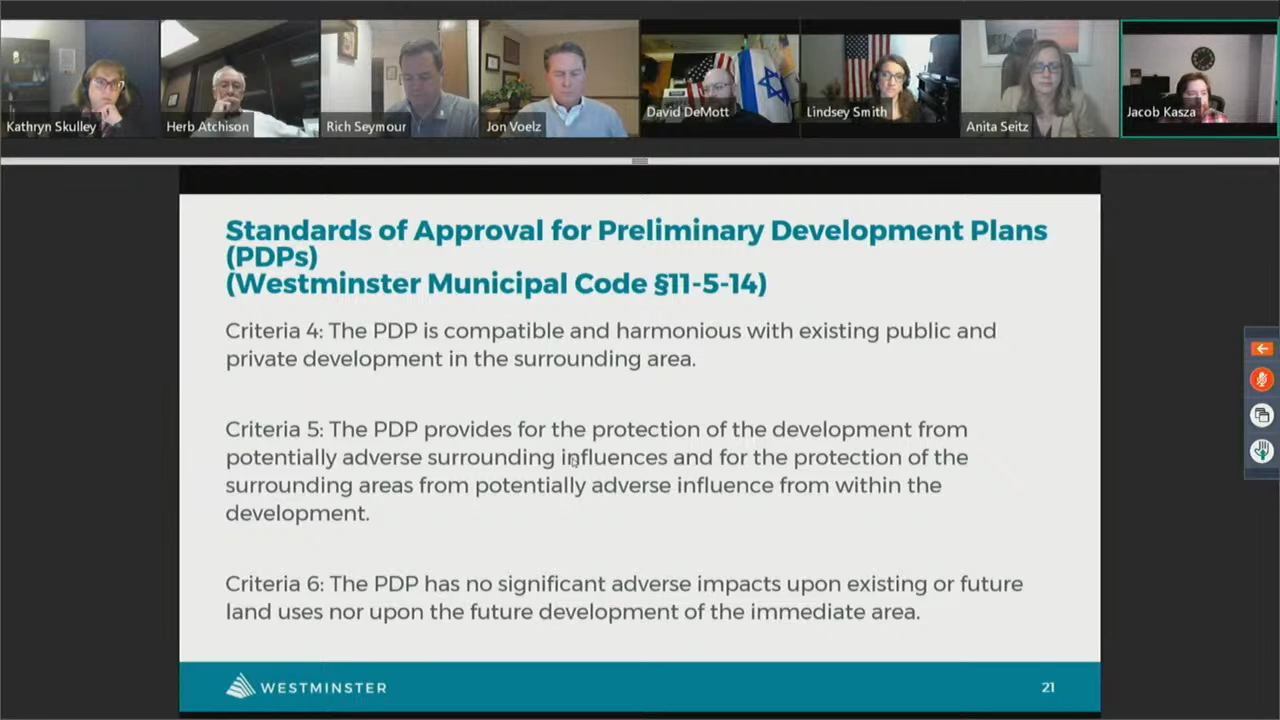 Kathryn Skulley
Herb Atchison
Rich Seymour
Jon Voelz
David DeMott
Lindsey Smith
Anita Seitz
Jacob Kasza
Standards of Approval for Preliminary Development Plans
(PDPs)
(Westminster Municipal Code §11-5-14)
Criteria 4: The PDP is compatible and harmonious with existing public and
private development in the surrounding area.
Criteria 5: The PDP provides for the protection of the development from
potentially adverse surrounding influences and for the protection of the
surrounding areas from potentially adverse influence from within the
development.
Criteria 6: The PDP has no significant adverse impacts upon existing or future
land uses nor upon the future development of the immediate area.
WESTMINSTER
21